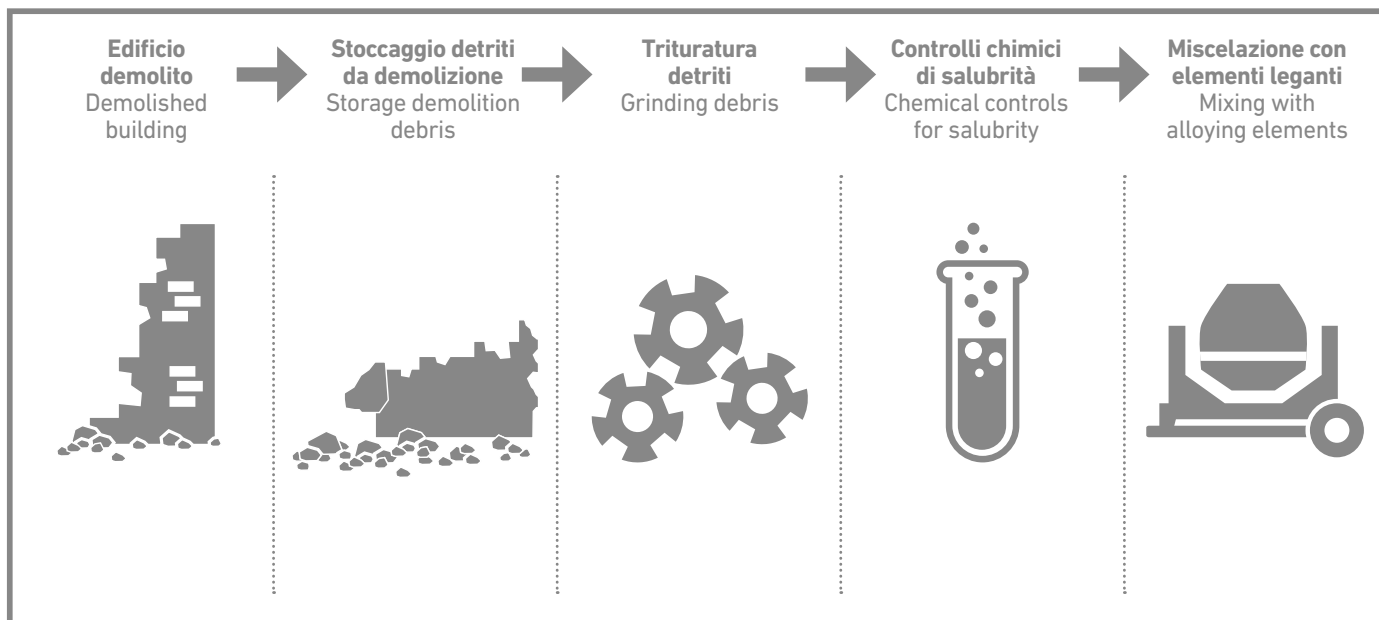 Edificio
demolito
Demolished
building
Stoccaggio detriti
da demolizione
Storage demolition
debris
Trituratura
detriti
Grinding debris
Controlli chimici
di salubrità
Chemical controls
for salubrity
Miscelazione con
elementi leganti
Mixing with
alloying elements